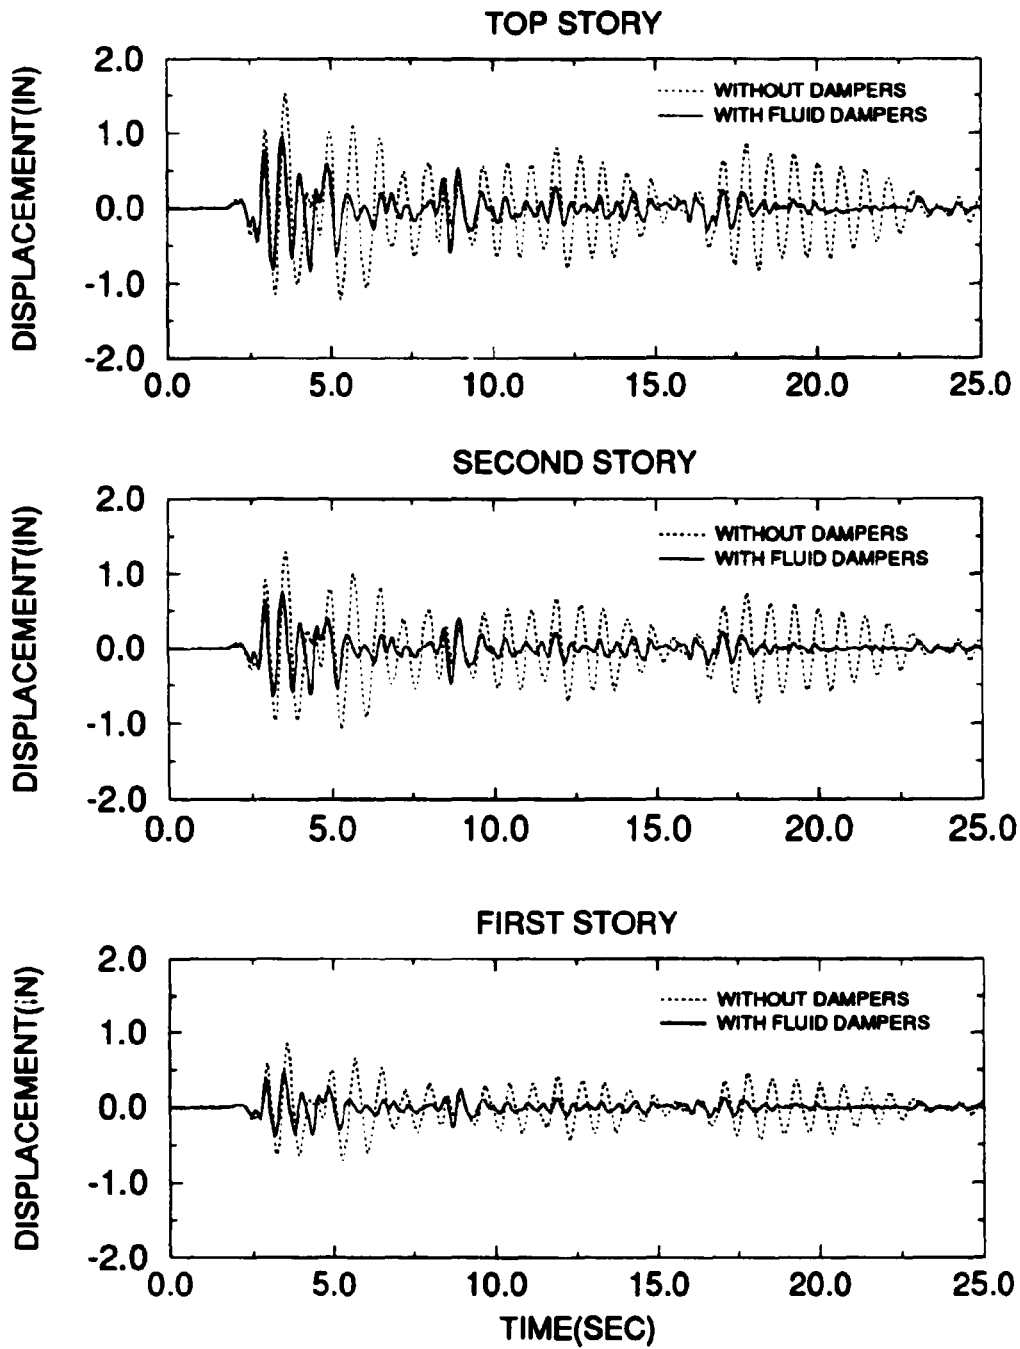 TOP STORY
DISPLACEMENT(IN)
2.0
1.0
0.0
-1.0
-2.0
WITHOUT DAMPERS
WITH FLUID DAMPERS
0.0 5.0 10.0 15.0 20.0 25.0
SECOND STORY
DISPLACEMENT(IN)
2.0
1.0
0.0
-1.0
-2.0
WITHOUT DAMPERS
WITH FLUID DAMPERS
0.0 5.0 10.0 15.0 20.0 25.0
FIRST STORY
DISPLACEMENT(IN)
2.0
1.0
0.0
-1.0
-2.0
WITHOUT DAMPERS
WITH FLUID DAMPERS
0.0 5.0 10.0 15.0 20.0 25.0
TIME(SEC)